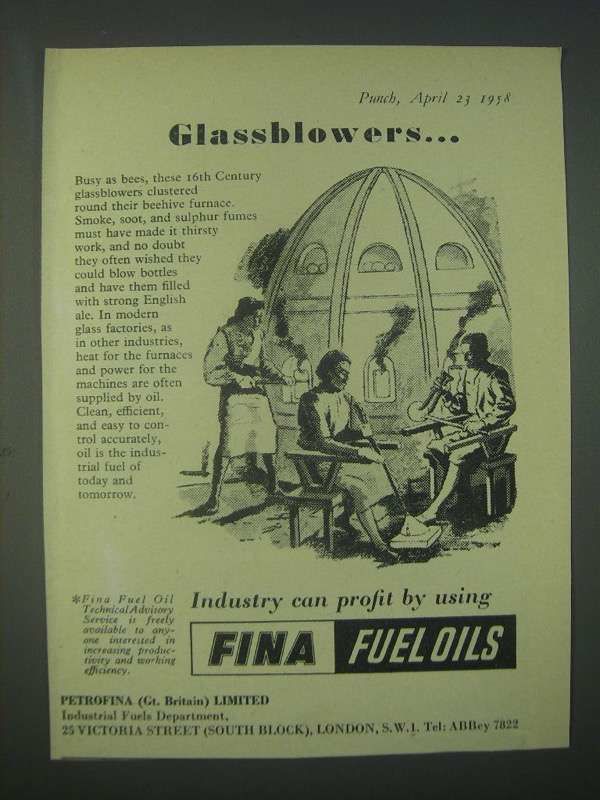 Punch, April 23 1958
Glassblowers...
Busy as bees, these 16th Century
glassblowers clustered
round their beehive furnace.
Smoke, soot, and sulphur fumes
must have made it thirsty
work, and no doubt
they often wished they
could blow bottles
and have them filled
with strong English
ale. In modern
glass factories, as
in other industries,
heat for the furnaces
and power for the
machines are often
supplied by oil.
Clean, efficient,
and easy to con-
trol accurately,
oil is the indus-
trial fuel of
today and
tomorrow.
*Fina Fuel Oil
Technical Advisory
Service is freely
available to any-
one interested in
increasing produc-
tivity and working
efficiency.
Industry can profit by using
FINA FUEL OILS
PETROFINA (Gt. Britain) LIMITED
Industrial Fuels Department,
25 VICTORIA STREET (SOUTH BLOCK), LONDON, S.W.1. Tel: ABBey 7822